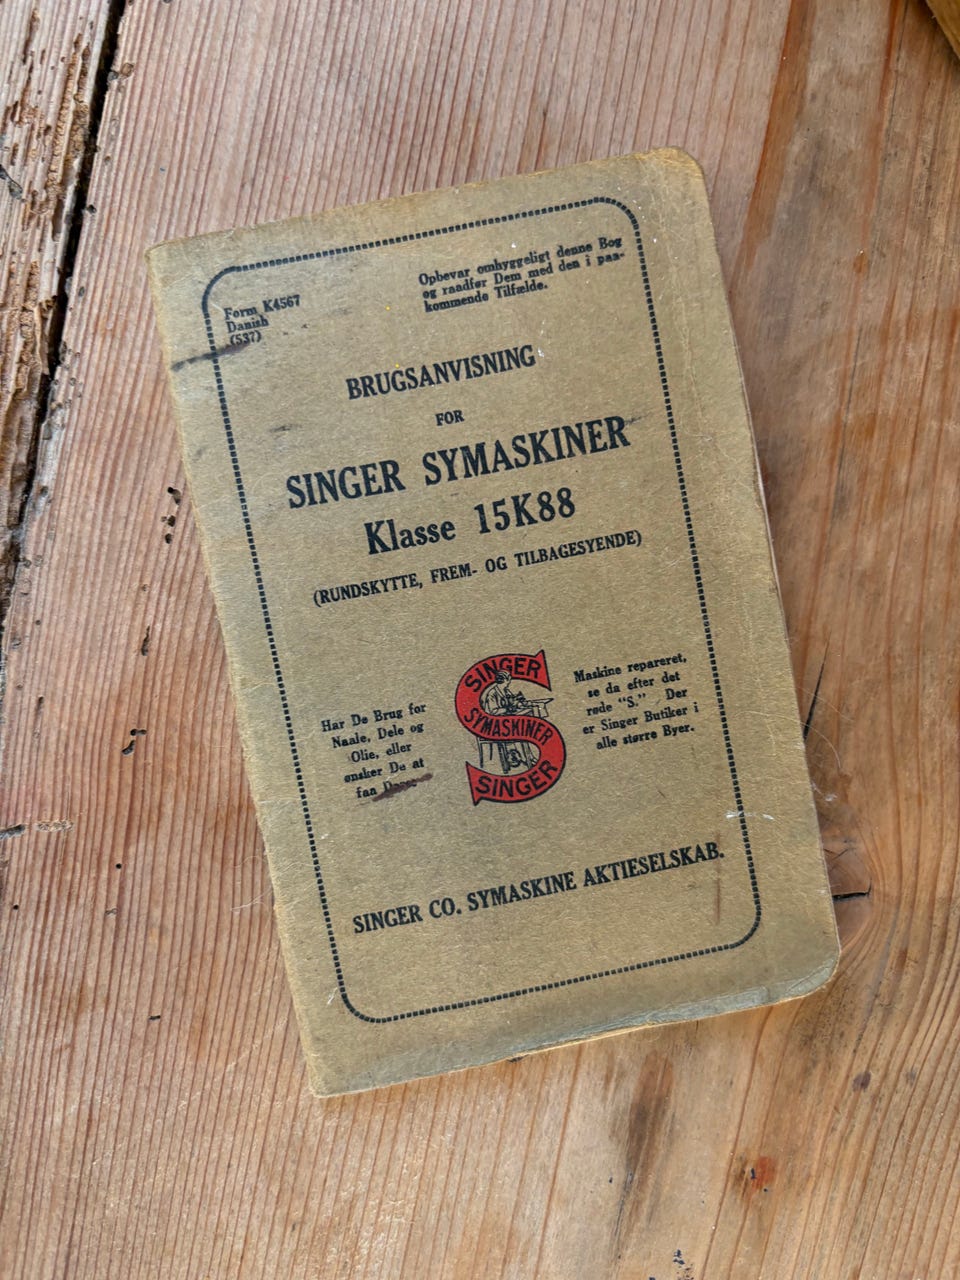 Form K4567
Danish
(537)
Opbevar omhyggeligt denne Bog
og raadfør Dem med den i paa-
kommende Tilfælde.
BRUGSANVISNING
FOR
SINGER SYMASKINER
Klasse 15K88
(RUNDSKYTTE, FREM- OG TILBAGESYENDE)
Har De Brug for
Naale, Dele og
Olie, eller
ønsker De at
faa Deres
SINGER
SYMASKINER
SINGER
Maskine repareret,
se da efter det
røde "S." Der
er Singer Butiker i
alle større Byer.
SINGER CO. SYMASKINE AKTIESELSKAB.